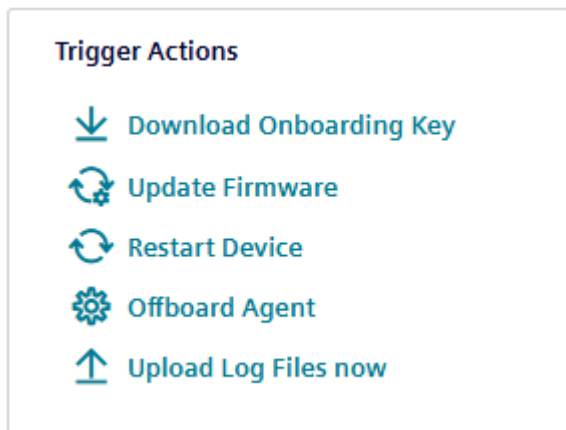 Trigger Actions
Download Onboarding Key
Update Firmware
Restart Device
Offboard Agent
Upload Log Files now